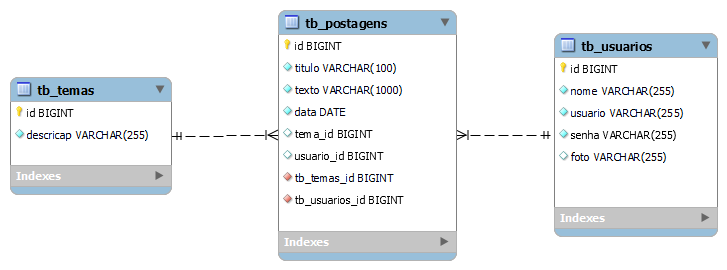 tb_temas
id BIGINT
descricap VARCHAR(255)
Indexes
tb_postagens
id BIGINT
titulo VARCHAR(100)
texto VARCHAR(1000)
data DATE
tema_id BIGINT
usuario_id BIGINT
tb_temas_id BIGINT
tb_usuarios_id BIGINT
Indexes
tb_usuarios
id BIGINT
nome VARCHAR(255)
usuario VARCHAR(255)
senha VARCHAR(255)
foto VARCHAR(255)
Indexes